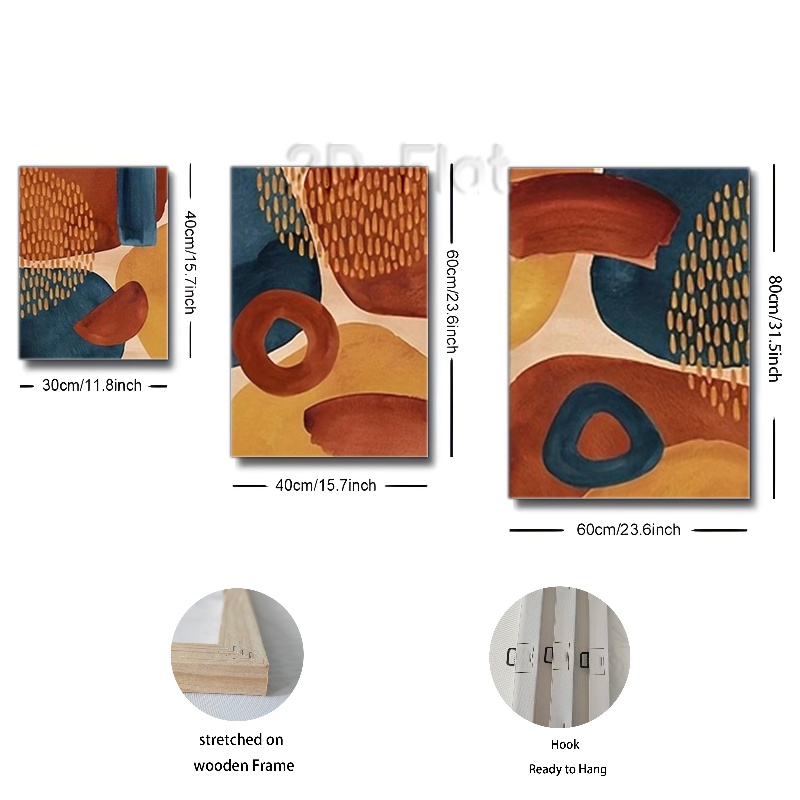 3D Flat
40cm/15.7inch
30cm/11.8inch
60cm/23.6inch
40cm/15.7inch
80cm/31.5inch
60cm/23.6inch
stretched on
wooden Frame
Hook
Ready to Hang